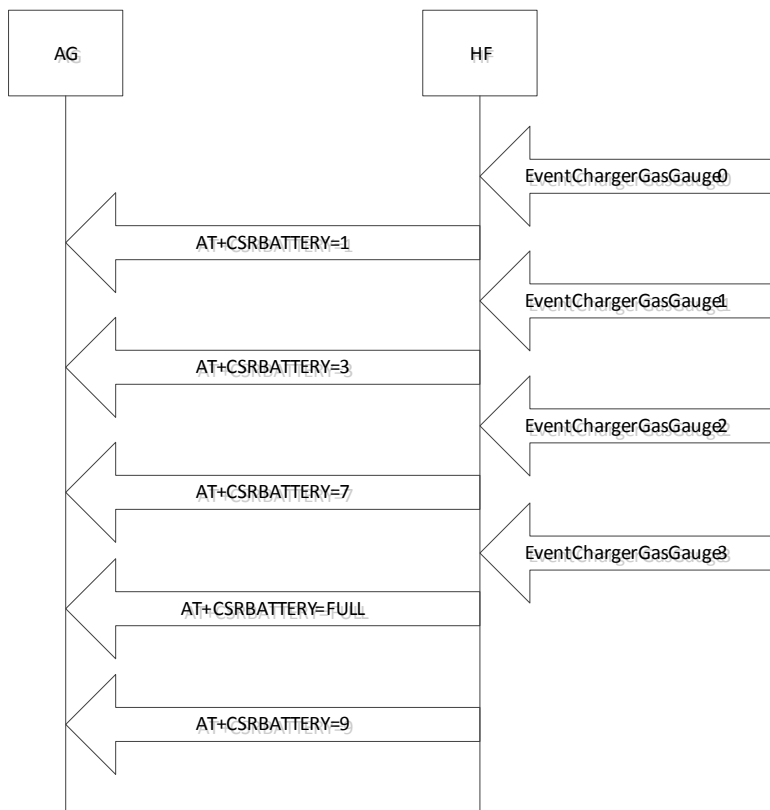 AG
HF
EventChargerGasGauge0
AT+CSRBATTERY=1
EventChargerGasGauge1
AT+CSRBATTERY=3
EventChargerGasGauge2
AT+CSRBATTERY=7
EventChargerGasGauge3
AT+CSRBATTERY=FULL
AT+CSRBATTERY=9